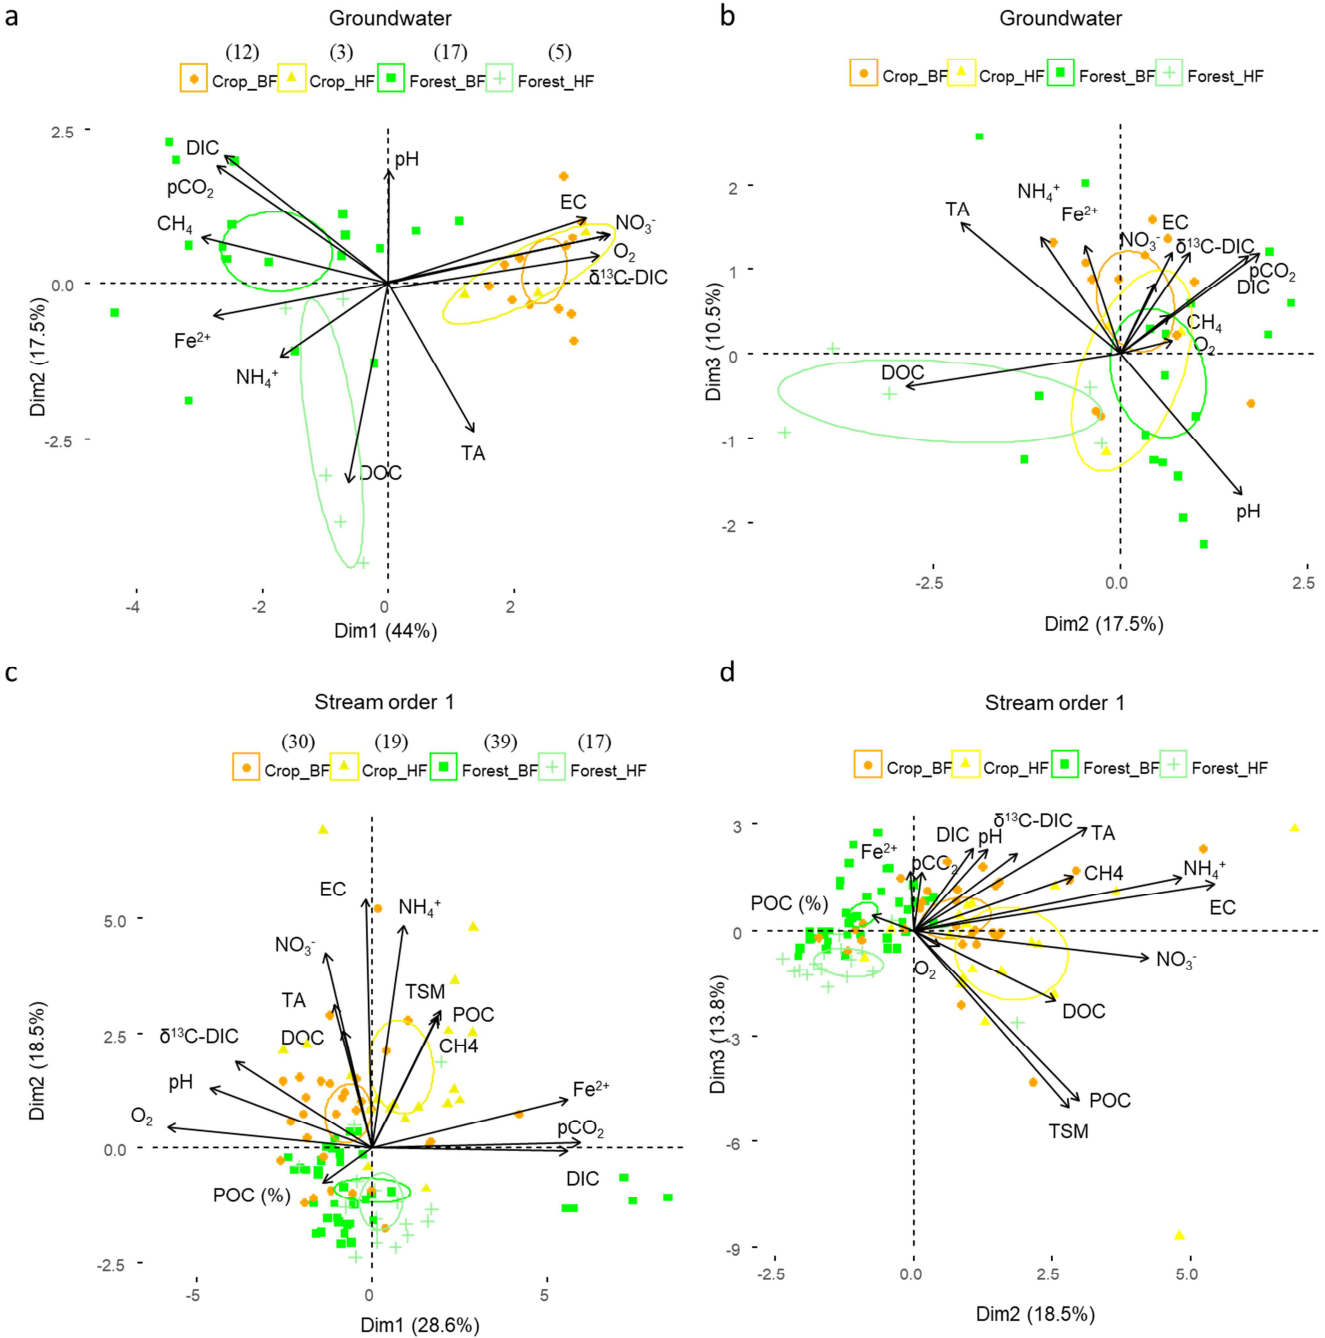 a
Groundwater
(12) (3) (17) (5)
Crop_BF Crop_HF Forest_BF Forest_HF
2.5
DIC
pH
pCO₂
EC
CH₄
NO₃⁻
O₂
0.0
δ¹³C-DIC
Fe²⁺
NH₄⁺
-2.5
TA
DOC
Dim2 (17.5%)
-4 -2 0 2
Dim1 (44%)
b
Groundwater
Crop_BF Crop_HF Forest_BF Forest_HF
2
NH₄⁺
TA
Fe²⁺
EC
NO₃⁻
δ¹³C-DIC
1
pCO₂
DIC
CH₄
O₂
0
DOC
-1
pH
-2
Dim3 (10.5%)
-2.5 0.0 2.5
Dim2 (17.5%)
c
Stream order 1
(30) (19) (39) (17)
Crop_BF Crop_HF Forest_BF Forest_HF
EC
NH₄⁺
5.0
NO₃⁻
TA
TSM
POC
2.5
δ¹³C-DIC
DOC
CH4
pH
Fe²⁺
O₂
pCO₂
0.0
DIC
POC (%)
-2.5
Dim2 (18.5%)
-5 0 5
Dim1 (28.6%)
d
Stream order 1
Crop_BF Crop_HF Forest_BF Forest_HF
3
δ¹³C-DIC
DIC
pH
TA
Fe²⁺
pCO₂
CH4
NH₄⁺
POC (%)
EC
0
O₂
NO₃⁻
DOC
-3
POC
TSM
-6
-9
Dim3 (13.8%)
-2.5 0.0 2.5 5.0
Dim2 (18.5%)